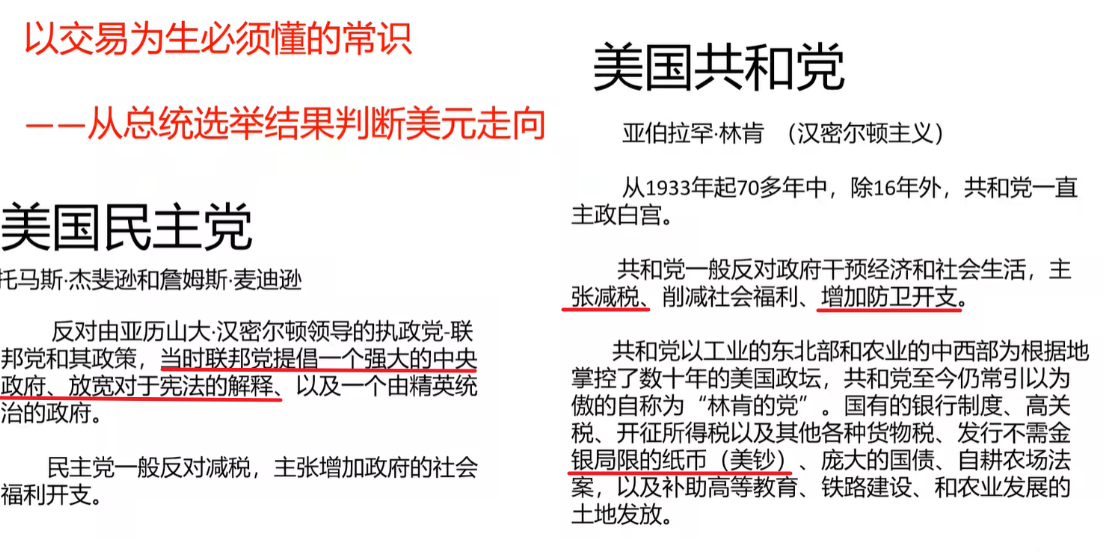 以交易为生必须懂的常识
——从总统选举结果判断美元走向
美国民主党
托马斯·杰斐逊和詹姆斯·麦迪逊
反对由亚历山大·汉密尔顿领导的执政党-联
邦党和其政策，当时联邦党提倡一个强大的中央
政府、放宽对于宪法的解释、以及一个由精英统
治的政府。
民主党一般反对减税，主张增加政府的社会
福利开支。
美国共和党
亚伯拉罕·林肯 （汉密尔顿主义）
从1933年起70多年中，除16年外，共和党一直
主政白宫。
共和党一般反对政府干预经济和社会生活，主
张减税、削减社会福利、增加防卫开支。
共和党以工业的东北部和农业的中西部为根据地
掌控了数十年的美国政坛，共和党至今仍常引以为
傲的自称为“林肯的党”。国有的银行制度、高关
税、开征所得税以及其他各种货物税、发行不需金
银局限的纸币（美钞）、庞大的国债、自耕农场法
案，以及补助高等教育、铁路建设、和农业发展的
土地发放。